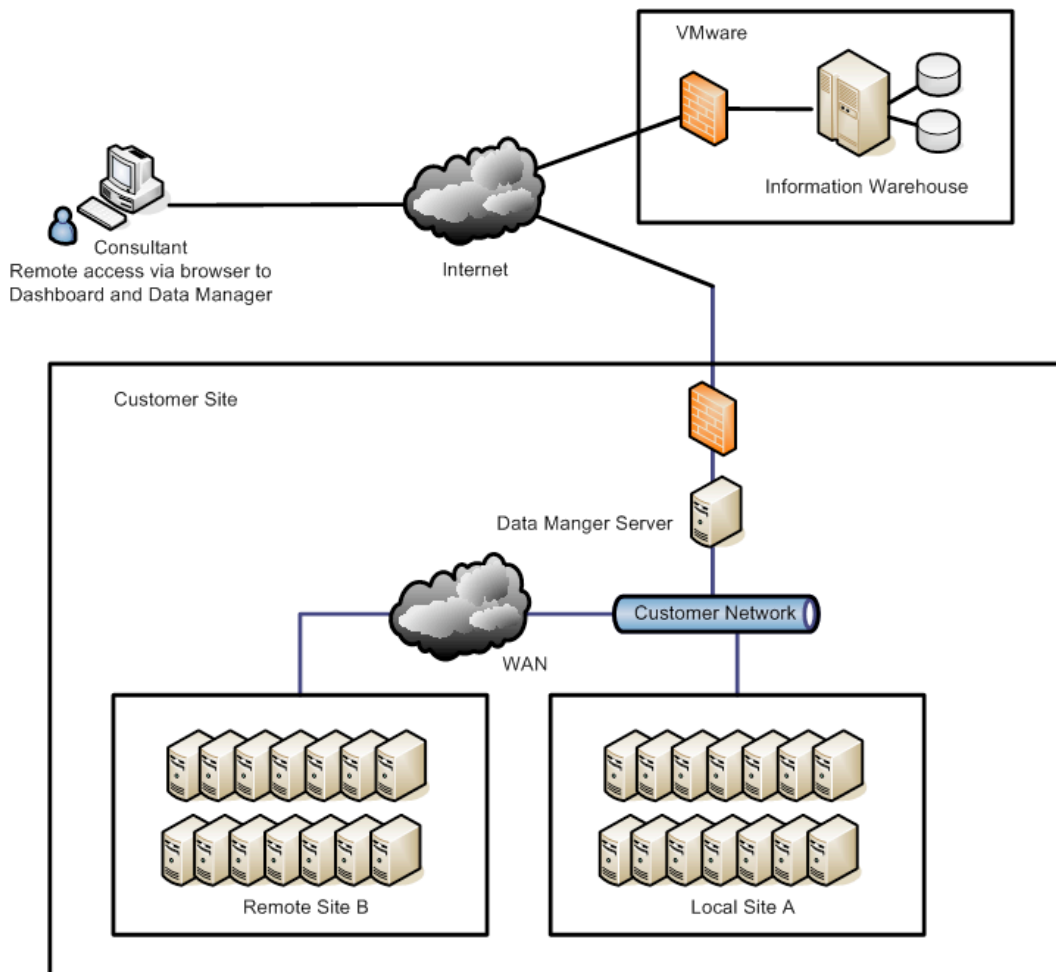 VMware
Information Warehouse
Consultant
Remote access via browser to
Dashboard and Data Manager
Internet
Customer Site
Data Manger Server
Customer Network
WAN
Remote Site B
Local Site A